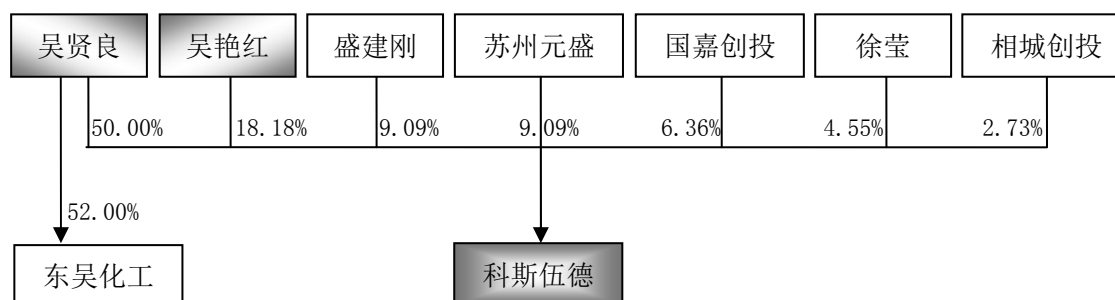 吴贤良 吴艳红 盛建刚 苏州元盛 国嘉创投 徐莹 相城创投
50.00% 18.18% 9.09% 9.09% 6.36% 4.55% 2.73%
52.00%
东吴化工 科斯伍德